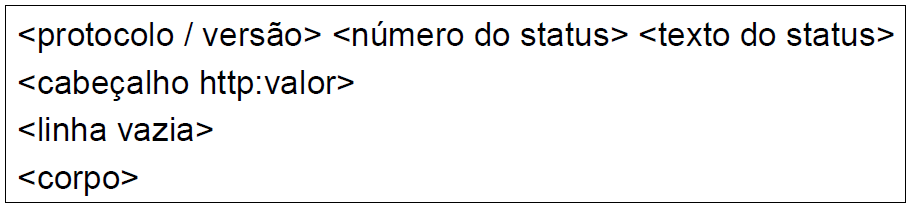 <protocolo / versão> <número do status> <texto do status>
<cabeçalho http:valor>
<linha vazia>
<corpo>